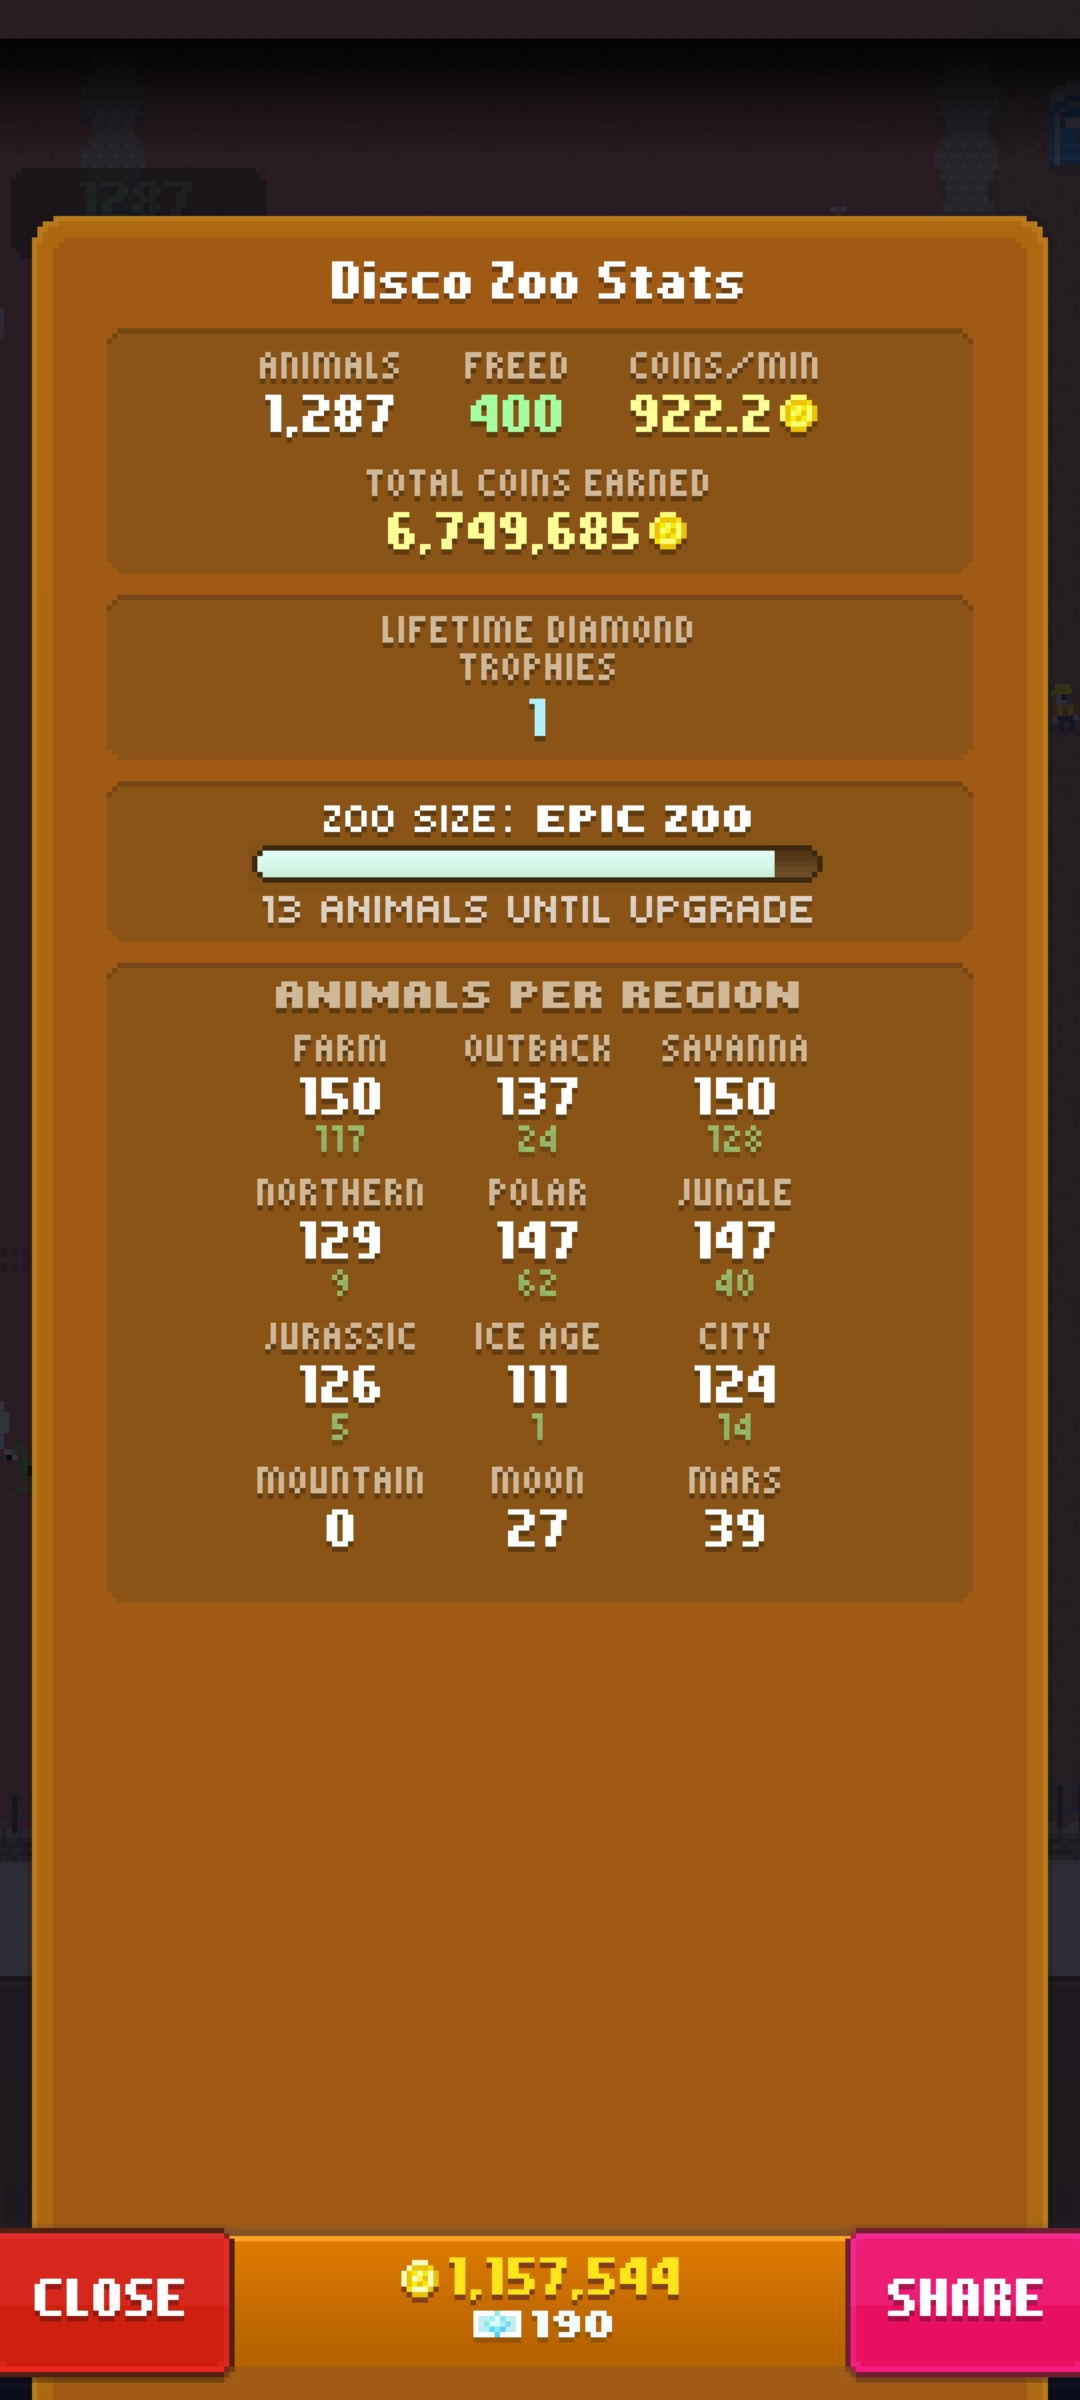 1287
Disco Zoo Stats
ANIMALS FREED COINS/MIN
1,287 400 922.2
TOTAL COINS EARNED
6,749,685
LIFETIME DIAMOND
TROPHIES
1
ZOO SIZE: EPIC ZOO
13 ANIMALS UNTIL UPGRADE
ANIMALS PER REGION
FARM OUTBACK SAVANNA
150 137 150
117 24 128
NORTHERN POLAR JUNGLE
129 147 147
9 62 40
JURASSIC ICE AGE CITY
126 111 124
5 1 14
MOUNTAIN MOON MARS
0 27 39
CLOSE 1,157,544 SHARE
190